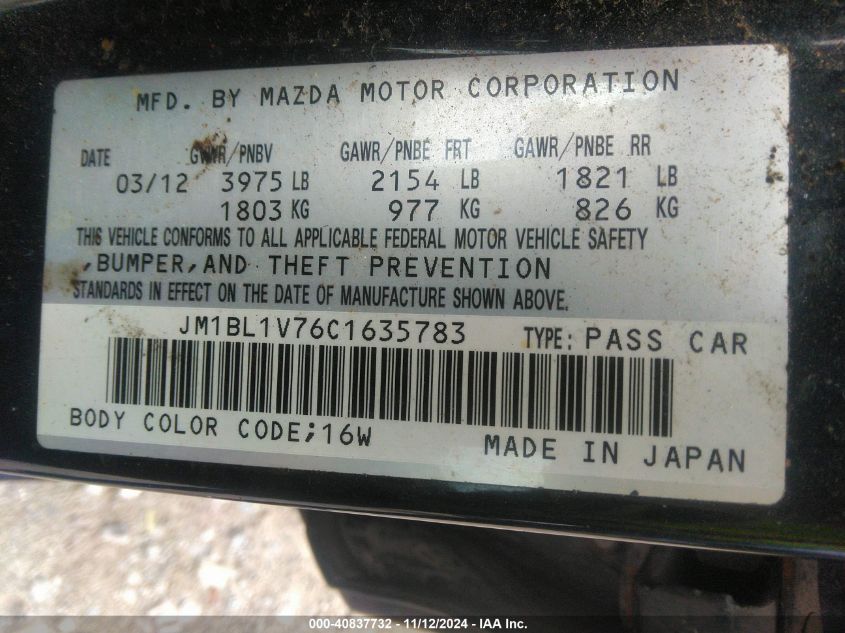 MFD. BY MAZDA MOTOR CORPORATION
DATE GVWR/PNBV GAWR/PNBE FRT GAWR/PNBE RR
03/12 3975 LB 2154 LB 1821 LB
1803 KG 977 KG 826 KG
THIS VEHICLE CONFORMS TO ALL APPLICABLE FEDERAL MOTOR VEHICLE SAFETY
,BUMPER,AND THEFT PREVENTION
STANDARDS IN EFFECT ON THE DATE OF MANUFACTURE SHOWN ABOVE.
JM1BL1V76C1635783 TYPE: PASS CAR
BODY COLOR CODE;16W
MADE IN JAPAN
000-40837732 - 11/12/2024 - IAA Inc.